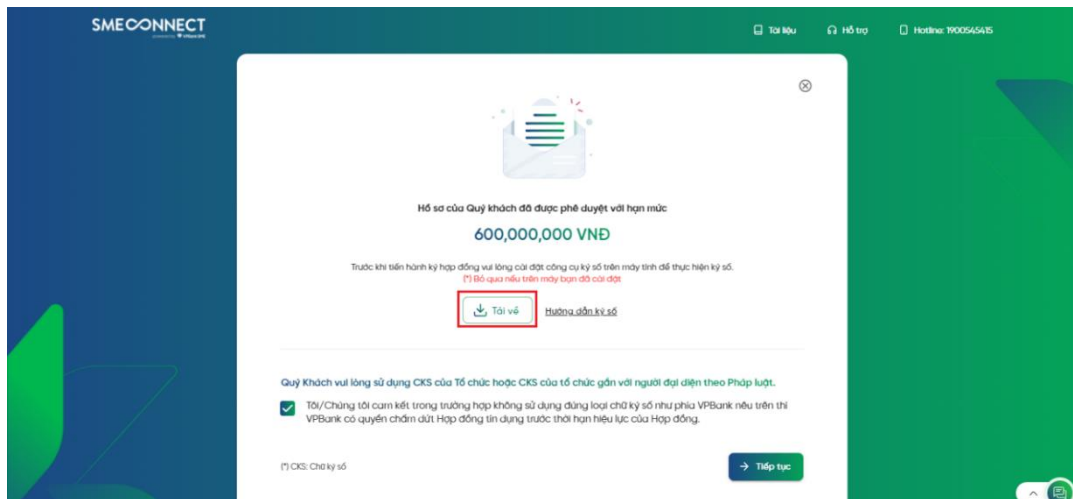 SMECONNECT
Tài liệu
Hỗ trợ
Hotline: 1900545415
Hồ sơ của Quý khách đã được phê duyệt với hạn mức
600,000,000 VNĐ
Trước khi tiến hành ký hợp đồng vui lòng cài đặt công cụ ký số trên máy tính để thực hiện ký số.
(*) Bỏ qua nếu trên máy bạn đã cài đặt
Tải về
Hướng dẫn ký số
Quý Khách vui lòng sử dụng CKS của Tổ chức hoặc CKS của tổ chức gắn với người đại diện theo Pháp luật.
Tôi/Chúng tôi cam kết trong trường hợp không sử dụng đúng loại chữ ký số như phía VPBank nêu trên thì
VPBank có quyền chấm dứt Hợp đồng tín dụng trước thời hạn hiệu lực của Hợp đồng.
(*) CKS: Chữ ký số
Tiếp tục